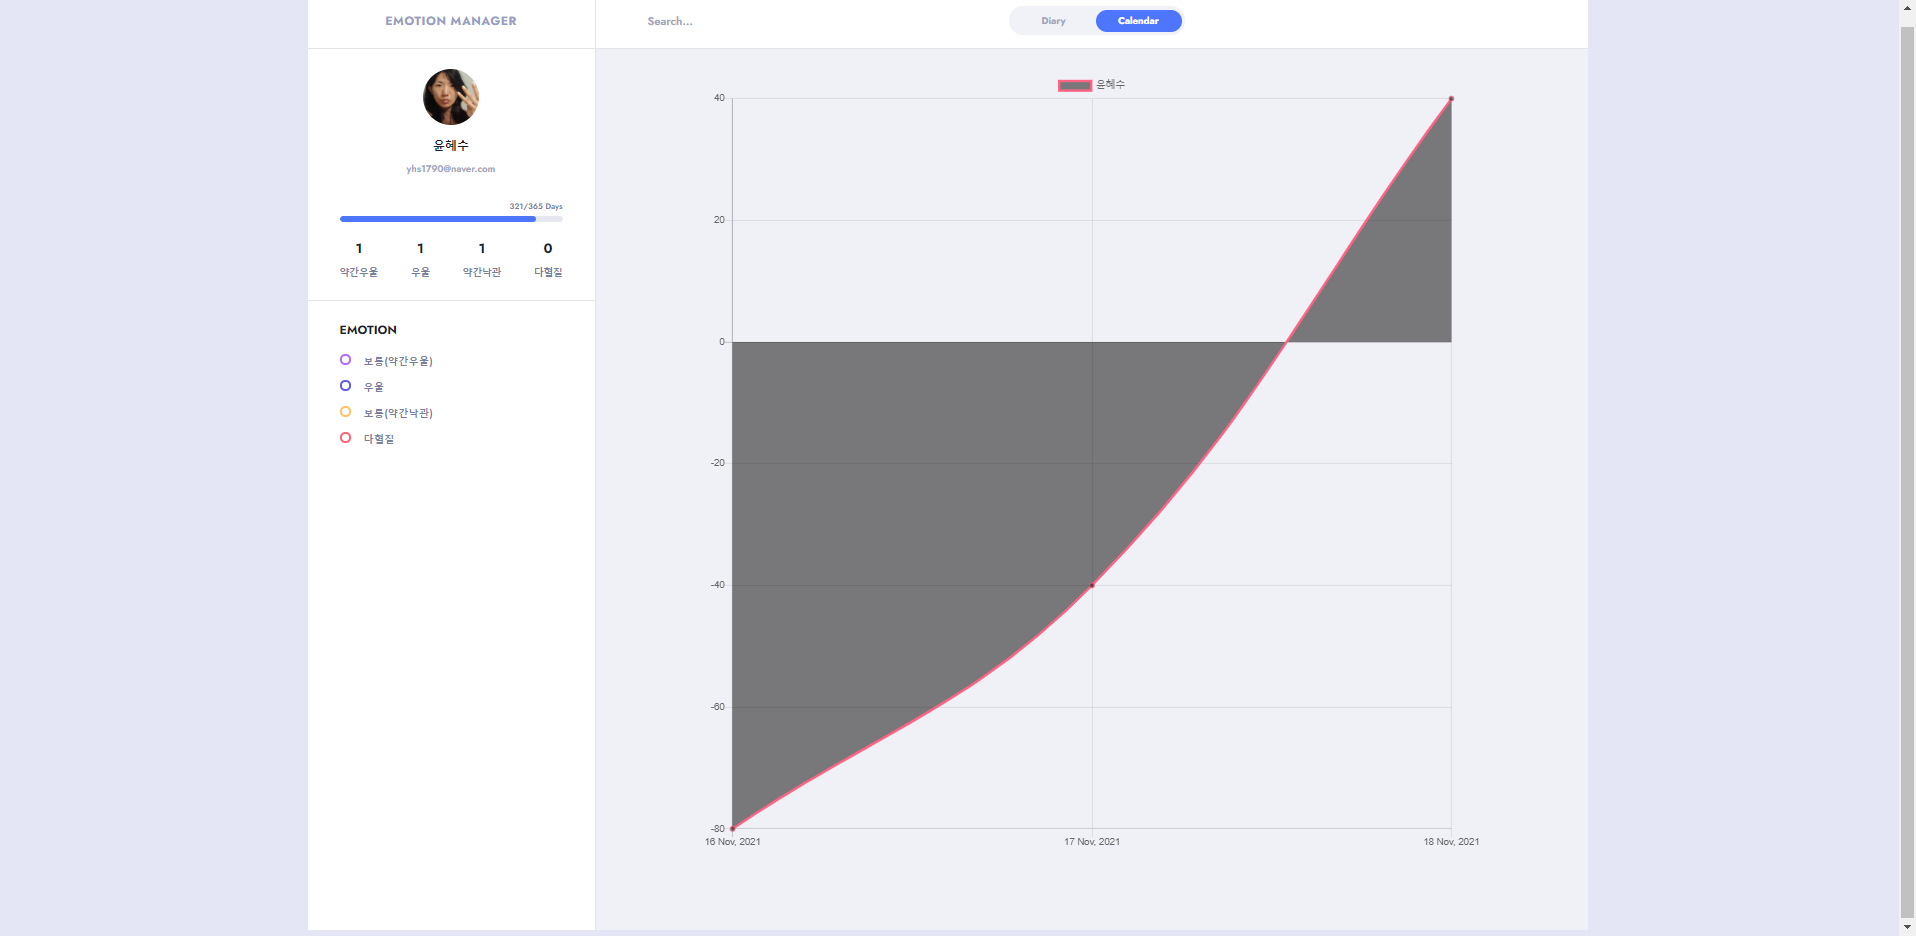 EMOTION MANAGER
Search...
Diary
Calendar
윤혜수
yhs1790@naver.com
321/365 Days
1 1 1 0
약간우울 우울 약간낙관 다혈질
EMOTION
보통(약간우울)
우울
보통(약간낙관)
다혈질
윤혜수
40
20
0
-20
-40
-60
-80
16 Nov, 2021 17 Nov, 2021 18 Nov, 2021